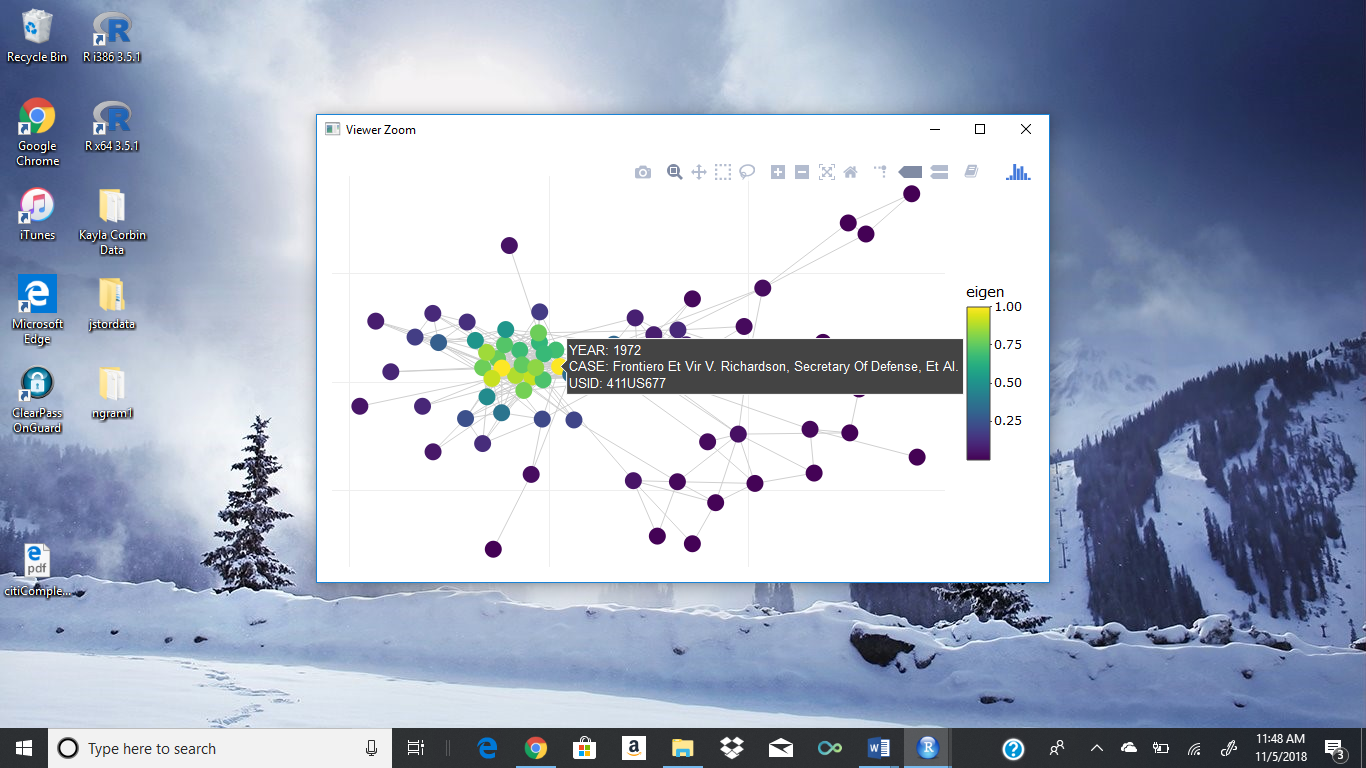 Recycle Bin
R i386 3.5.1
Google
Chrome
R x64 3.5.1
iTunes
Kayla Corbin
Data
Microsoft
Edge
jstordata
ClearPass
OnGuard
ngram1
pdf
citiComple...
Viewer Zoom
eigen
1.00
0.75
0.50
0.25
YEAR: 1972
CASE: Frontiero Et Vir V. Richardson, Secretary Of Defense, Et Al.
USID: 411US677
Type here to search
11:48 AM
11/5/2018
3